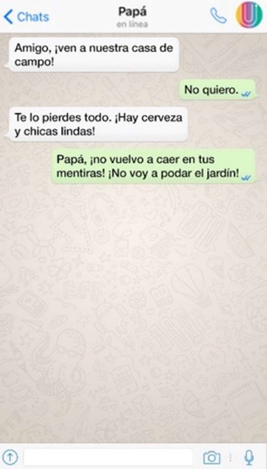 Chats
Papá
en línea
Amigo, ¡ven a nuestra casa de
campo!
No quiero.
Te lo pierdes todo. ¡Hay cerveza
y chicas lindas!
Papá, ¡no vuelvo a caer en tus
mentiras! ¡No voy a podar el jardín!